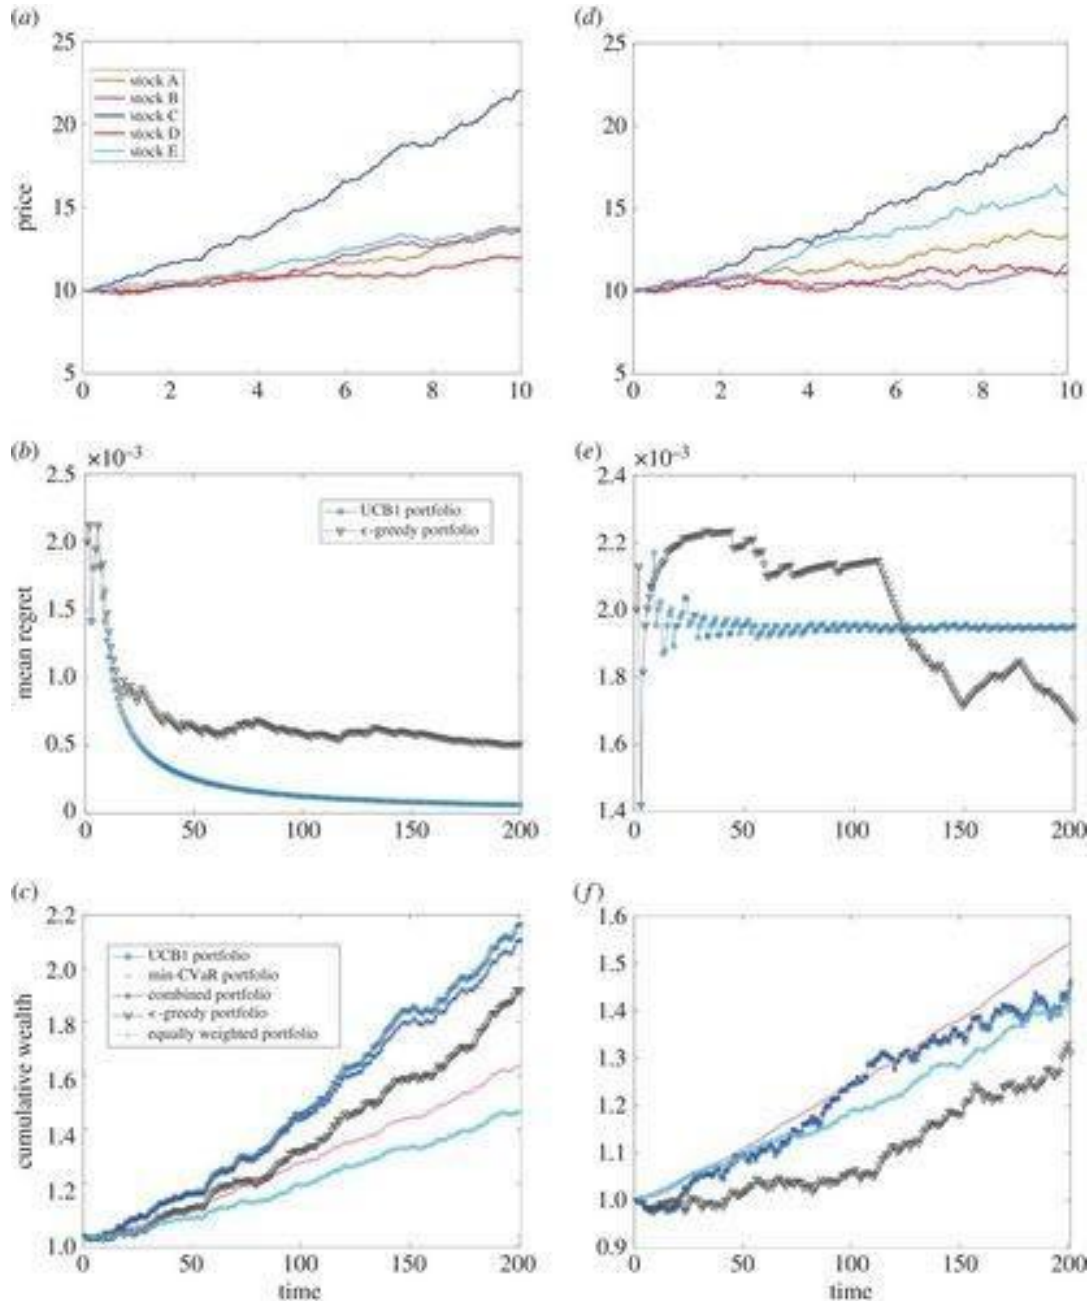 (a)
25
20
15
10
5
price
stock A
stock B
stock C
stock D
stock E
0 2 4 6 8 10
(d)
25
20
15
10
5
0 2 4 6 8 10
(b)
×10⁻³
2.5
2.0
1.5
1.0
0.5
0
mean regret
UCB1 portfolio
ϵ-greedy portfolio
0 50 100 150 200
(e)
×10⁻³
2.4
2.2
2.0
1.8
1.6
1.4
0 50 100 150 200
(c)
2.2
2.0
1.8
1.6
1.4
1.2
1.0
cumulative wealth
UCB1 portfolio
min-CVaR portfolio
combined portfolio
ϵ-greedy portfolio
equally weighted portfolio
0 50 100 150 200
time
(f)
1.6
1.5
1.4
1.3
1.2
1.1
1.0
0.9
0 50 100 150 200
time